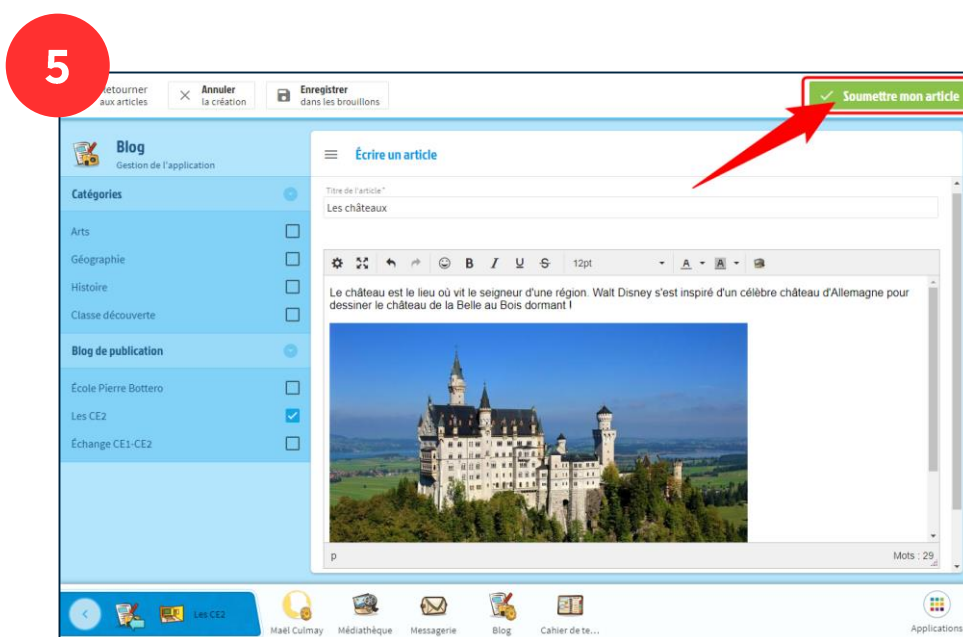 5
Retourner
aux articles
Annuler
la création
Enregistrer
dans les brouillons
Soumettre mon article
Blog
Gestion de l'application
Catégories
Arts
Géographie
Histoire
Classe découverte
Blog de publication
École Pierre Bottero
Les CE2
Échange CE1-CE2
Écrire un article
Titre de l'article*
Les châteaux
B I U S 12pt A A
Le château est le lieu où vit le seigneur d'une région. Walt Disney s'est inspiré d'un célèbre château d'Allemagne pour
dessiner le château de la Belle au Bois dormant !
p
Mots : 29
Les CE2
Maël Culmay
Médiathèque
Messagerie
Blog
Cahier de te...
Applications